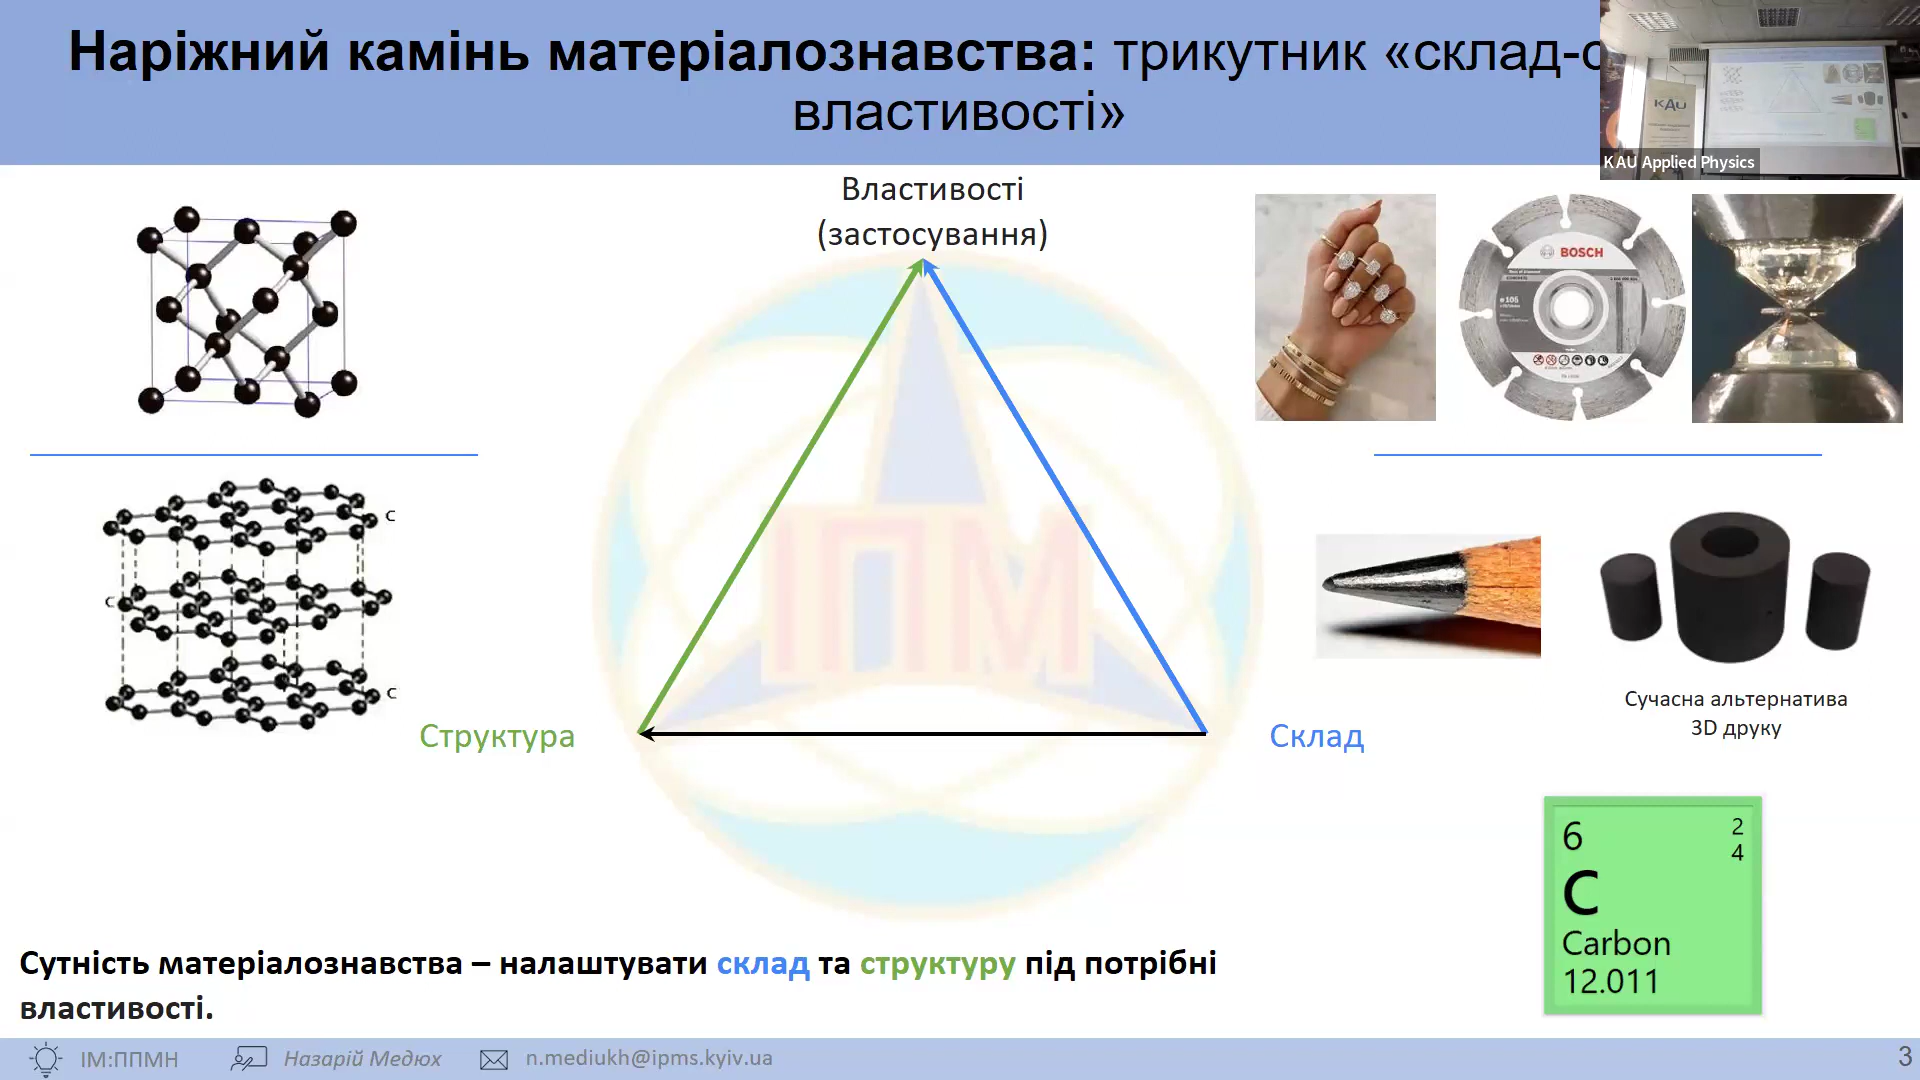 Наріжний камінь матеріалознавства: трикутник «склад-с
властивості»
KAU
KAU Applied Physics
Властивості
(застосування)
BOSCH
C
C
C
ІПМ
Структура
Склад
Сучасна альтернатива
3D друку
6
2
4
C
Carbon
12.011
Сутність матеріалознавства – налаштувати склад та структуру під потрібні
властивості.
ІМ:ППМН
Назарій Медюх
n.mediukh@ipms.kyiv.ua
3